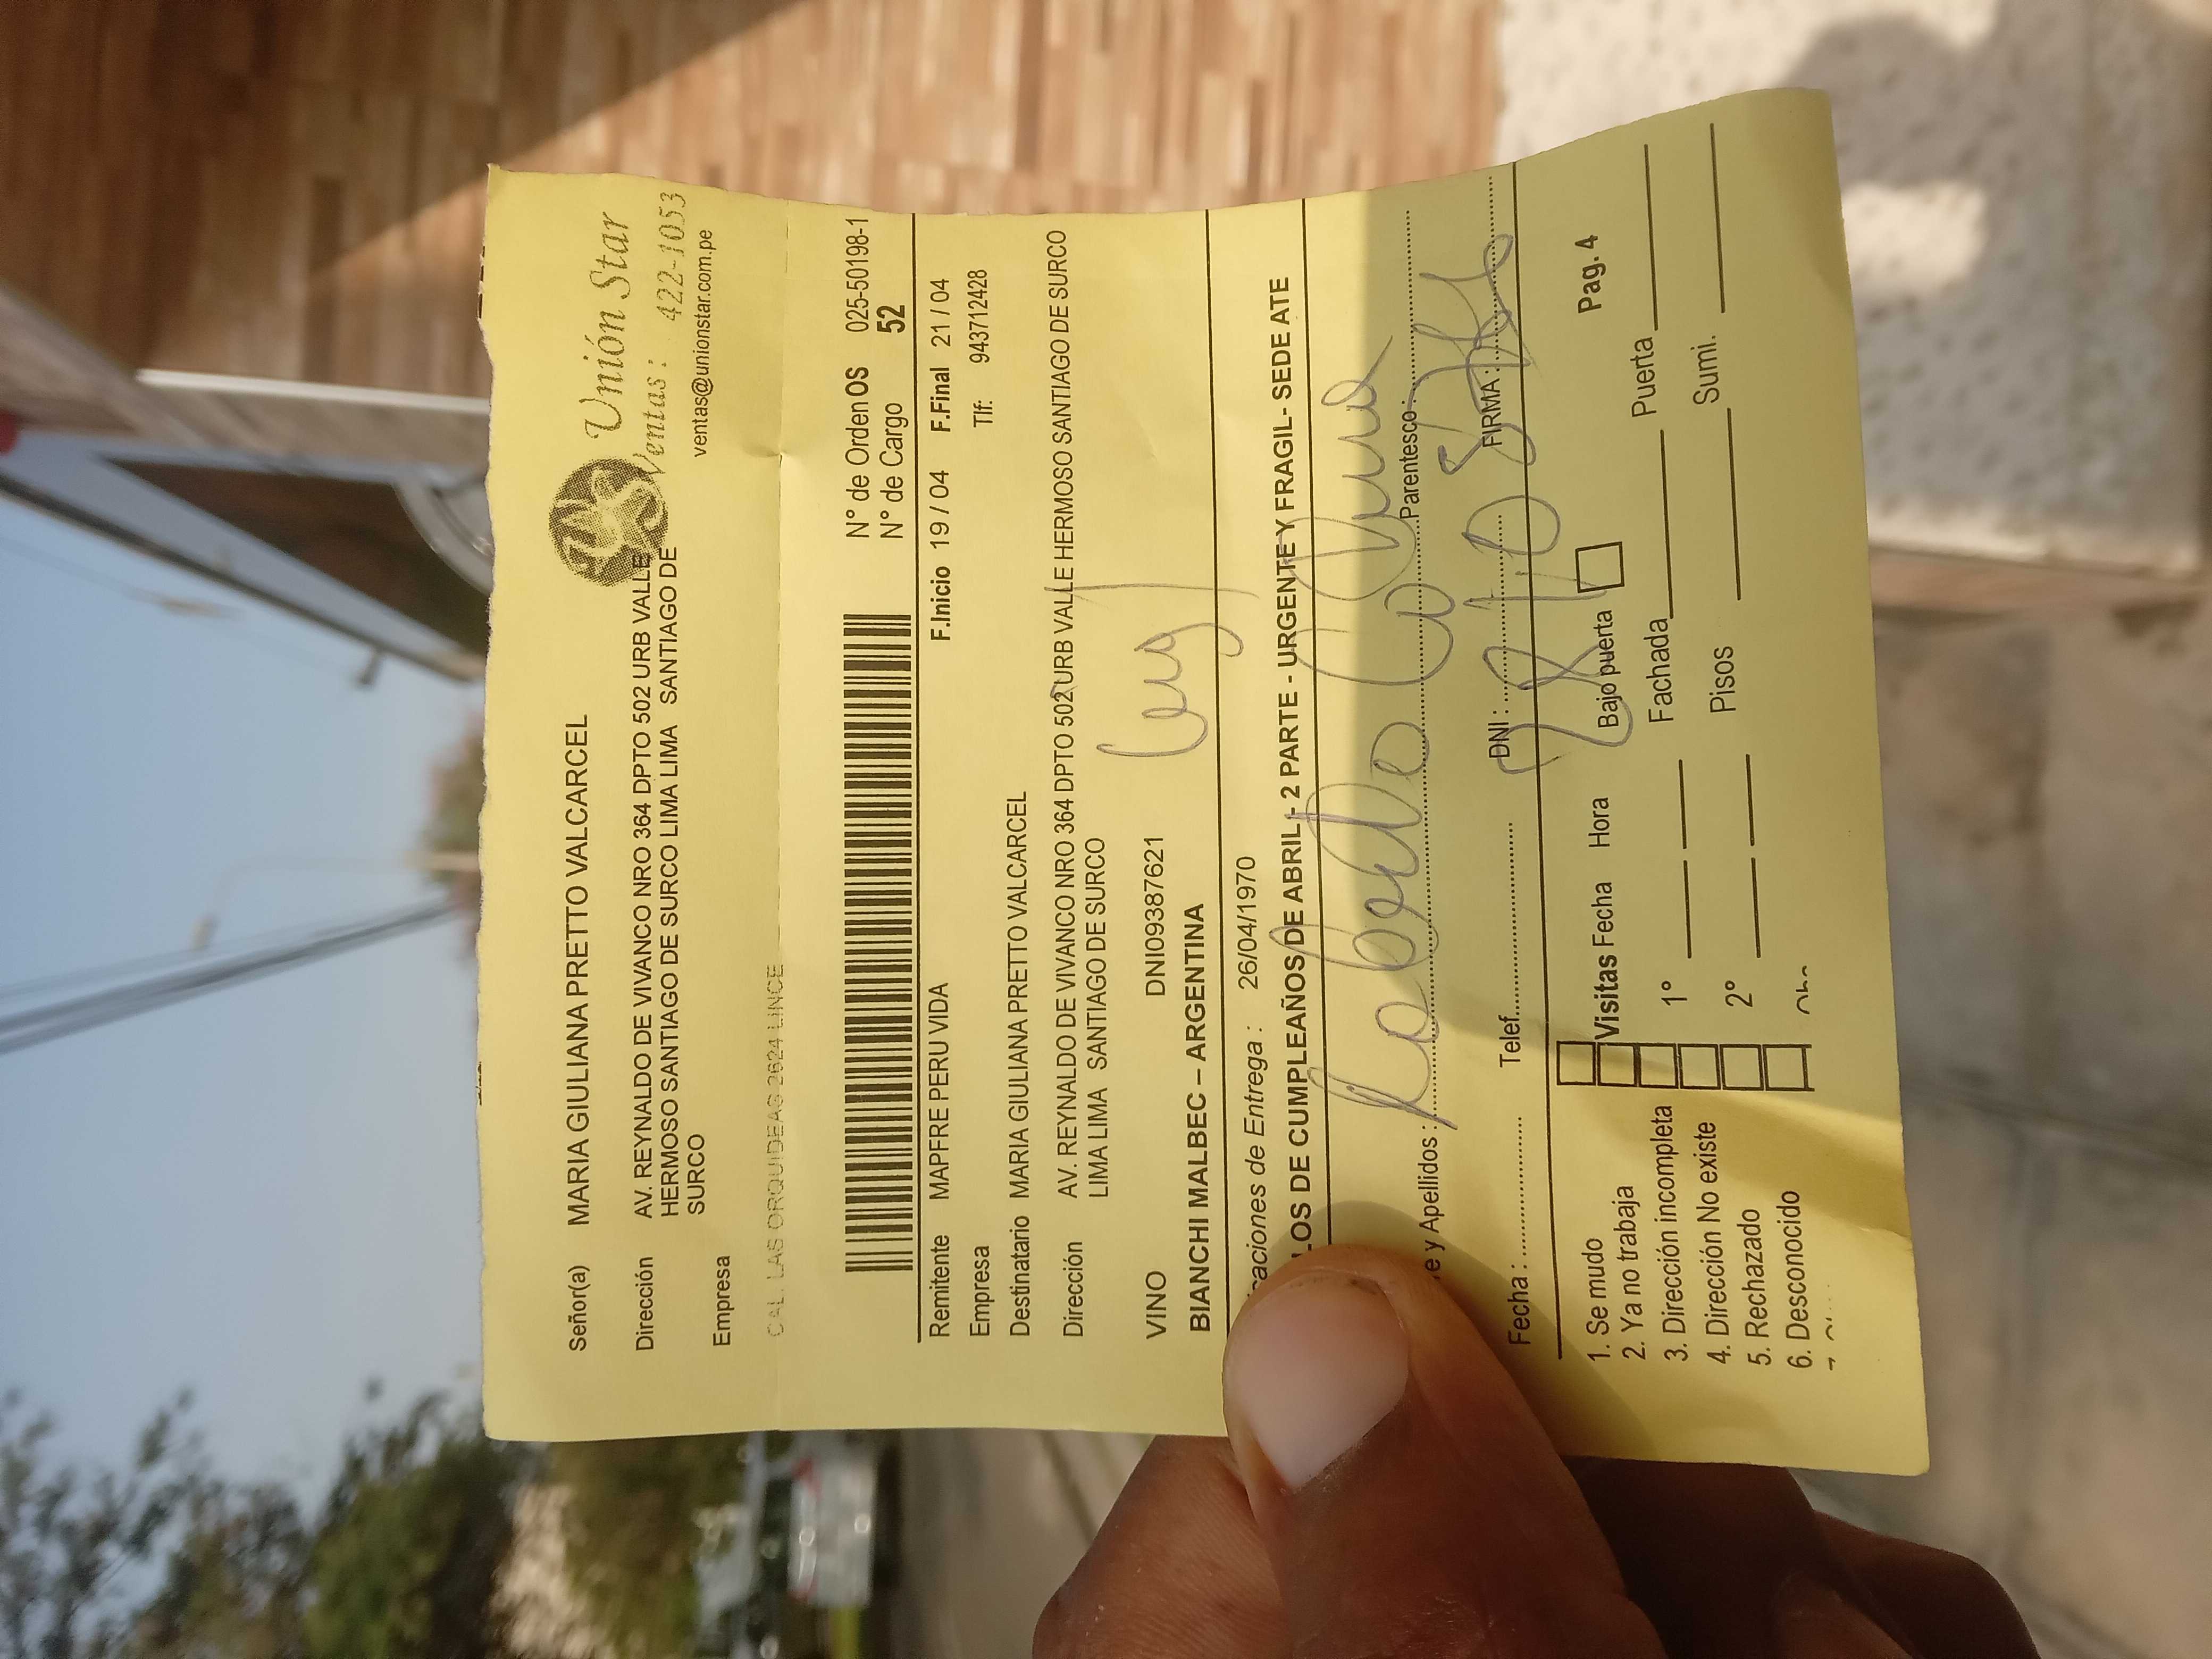 Señor(a) MARIA GIULIANA PRETTO VALCARCEL
Unión Star
Ventas : 422-1053
ventas@unionstar.com.pe
Dirección AV. REYNALDO DE VIVANCO NRO 364 DPTO 502 URB VALLE
HERMOSO SANTIAGO DE SURCO LIMA LIMA SANTIAGO DE
SURCO
Empresa
CAL. LAS ORQUIDEAS 2624 LINCE
N° de Orden OS 025-50198-1
N° de Cargo 52
Remitente MAPFRE PERU VIDA F.Inicio 19 / 04 F.Final 21 / 04
Empresa Tlf: 943712428
Destinatario MARIA GIULIANA PRETTO VALCARCEL
Dirección AV. REYNALDO DE VIVANCO NRO 364 DPTO 502 URB VALLE HERMOSO SANTIAGO DE SURCO
LIMA LIMA SANTIAGO DE SURCO
VINO DNI09387621
BIANCHI MALBEC – ARGENTINA
aciones de Entrega : 26/04/1970
LOS DE CUMPLEAÑOS DE ABRIL - 2 PARTE - URGENTE Y FRAGIL- SEDE ATE
e y Apellidos : Roberto Parentesco :
Fecha : Telef. DNI : FIRMA :
1. Se mudo Bajo puerta Pag. 4
2. Ya no trabaja Visitas Fecha Hora Fachada Puerta
3. Dirección incompleta 1°
4. Dirección No existe Pisos Sumi.
5. Rechazado 2°
6. Desconocido